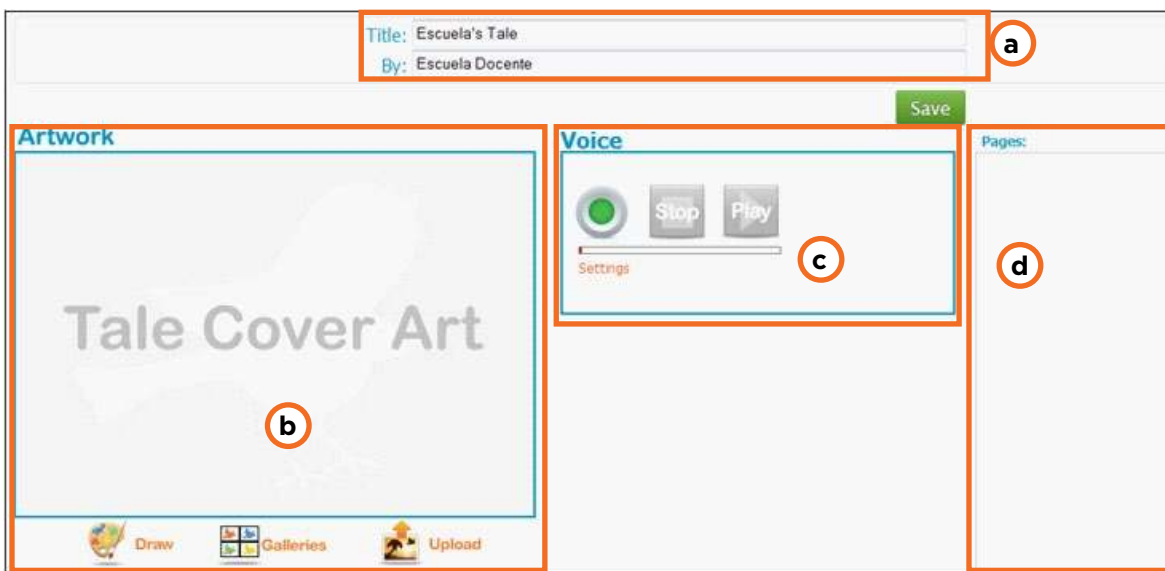 Title: Escuela's Tale
a
By: Escuela Docente
Save
Artwork
Voice
Pages:
Stop Play
Settings
c
d
Tale Cover Art
b
Draw Galleries Upload